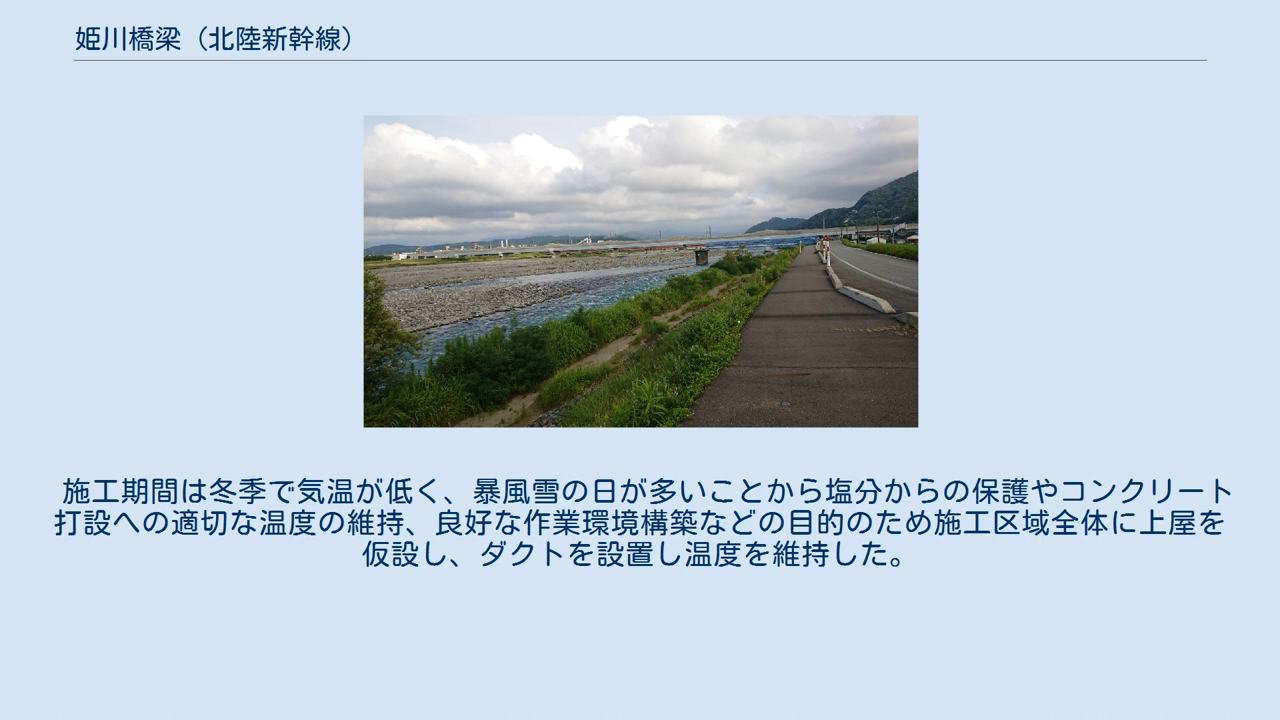 姫川橋梁（北陸新幹線）
施工期間は冬季で気温が低く、暴風雪の日が多いことから塩分からの保護やコンクリート
打設への適切な温度の維持、良好な作業環境構築などの目的のため施工区域全体に上屋を
仮設し、ダクトを設置し温度を維持した。